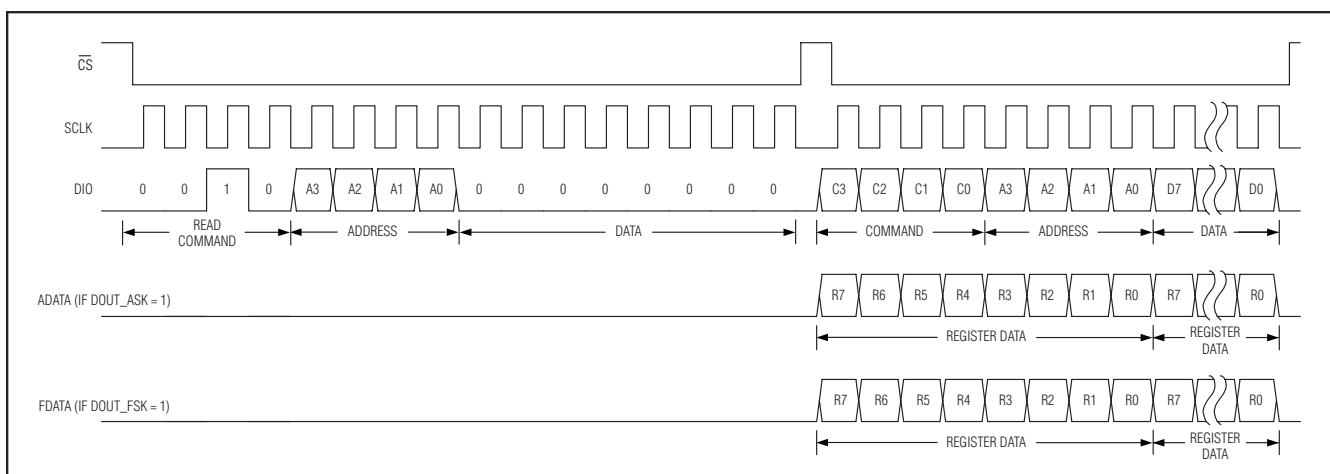 CS
SCLK
DIO 0 0 1 0 A3 A2 A1 A0 0 0 0 0 0 0 0 0 C3 C2 C1 C0 A3 A2 A1 A0 D7 D0
READ COMMAND ADDRESS DATA COMMAND ADDRESS DATA
ADATA (IF DOUT_ASK = 1) R7 R6 R5 R4 R3 R2 R1 R0 R7 R0
REGISTER DATA REGISTER DATA
FDATA (IF DOUT_FSK = 1) R7 R6 R5 R4 R3 R2 R1 R0 R7 R0
REGISTER DATA REGISTER DATA